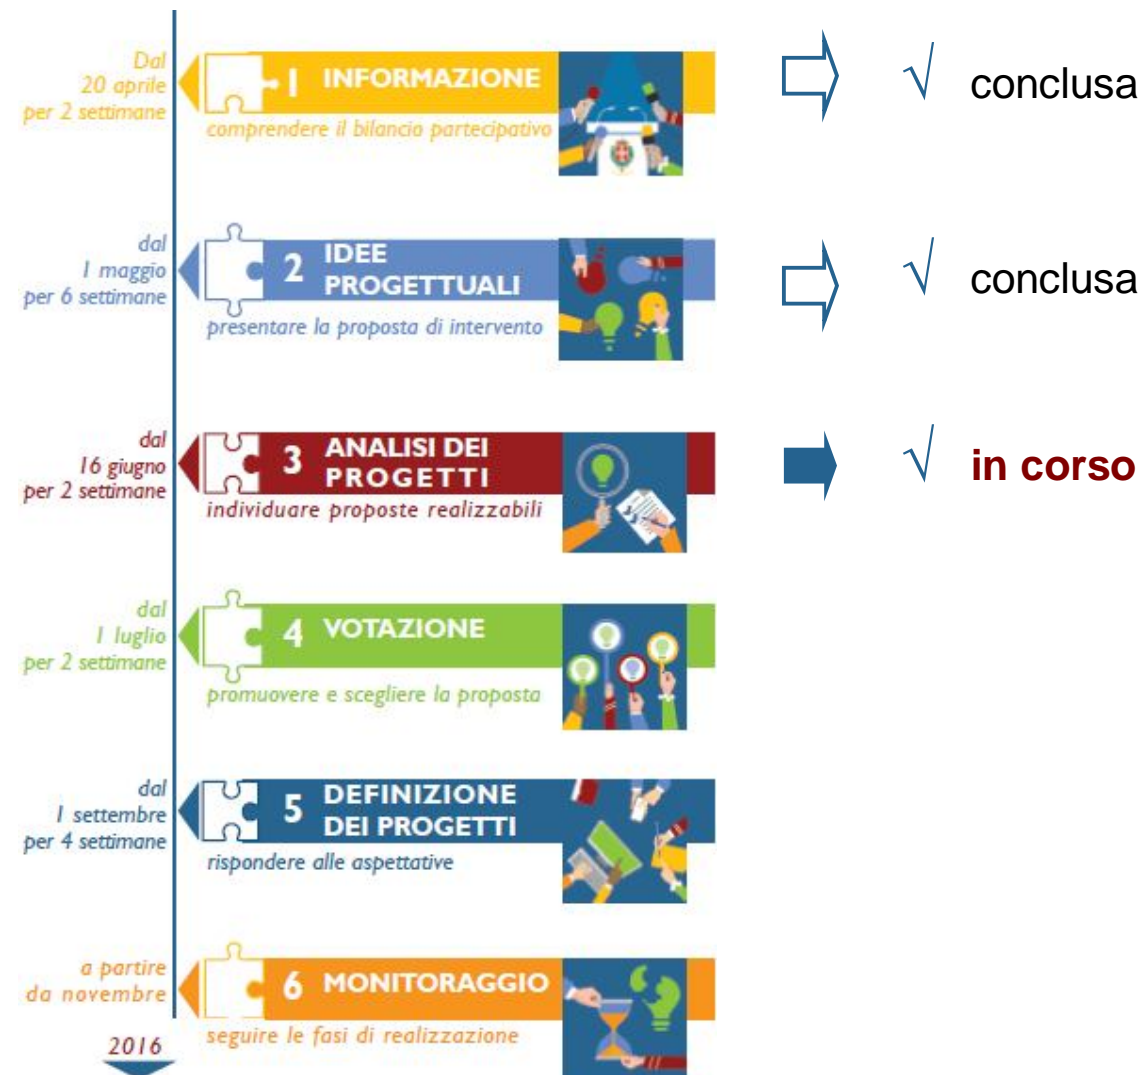 Dal
20 aprile
per 2 settimane
1 INFORMAZIONE
comprendere il bilancio partecipativo
√ conclusa
dal
1 maggio
per 6 settimane
2 IDEE
PROGETTUALI
presentare la proposta di intervento
√ conclusa
dal
16 giugno
per 2 settimane
3 ANALISI DEI
PROGETTI
individuare proposte realizzabili
√ in corso
dal
1 luglio
per 2 settimane
4 VOTAZIONE
promuovere e scegliere la proposta
dal
1 settembre
per 4 settimane
5 DEFINIZIONE
DEI PROGETTI
rispondere alle aspettative
a partire
da novembre
6 MONITORAGGIO
seguire le fasi di realizzazione
2016